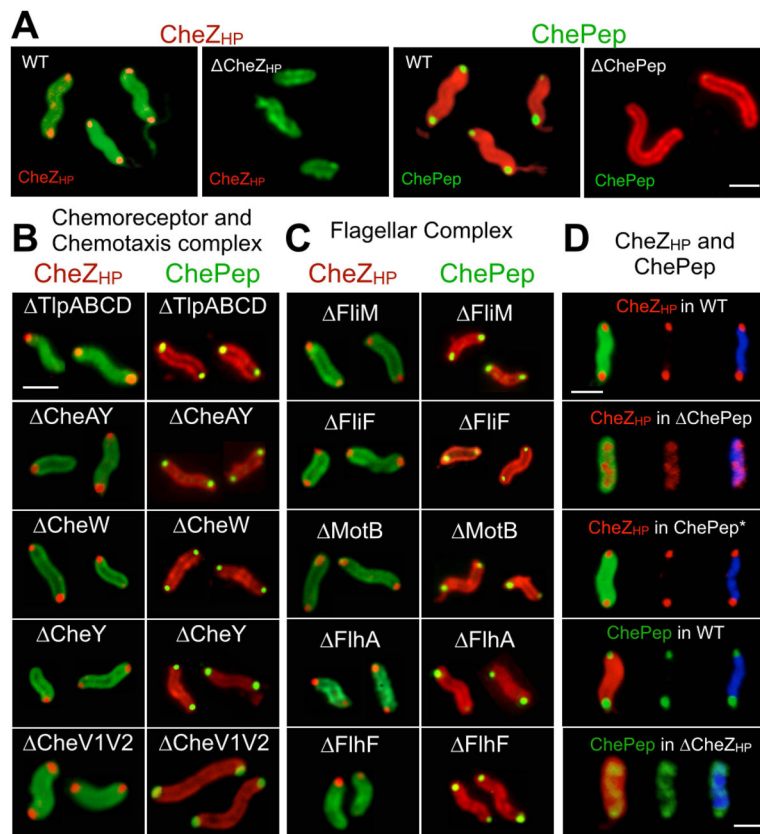 A
CheZHP
ChePep
WT
ΔCheZHP
WT
ΔChePep
CheZHP
CheZHP
ChePep
ChePep
B
Chemoreceptor and
Chemotaxis complex
C
Flagellar Complex
D
CheZHP and
ChePep
CheZHP
ChePep
CheZHP
ChePep
ΔTlpABCD
ΔTlpABCD
ΔFliM
ΔFliM
CheZHP in WT
ΔCheAY
ΔCheAY
ΔFliF
ΔFliF
CheZHP in ΔChePep
ΔCheW
ΔCheW
ΔMotB
ΔMotB
CheZHP in ChePep*
ΔCheY
ΔCheY
ΔFlhA
ΔFlhA
ChePep in WT
ΔCheV1V2
ΔCheV1V2
ΔFlhF
ΔFlhF
ChePep in ΔCheZHP